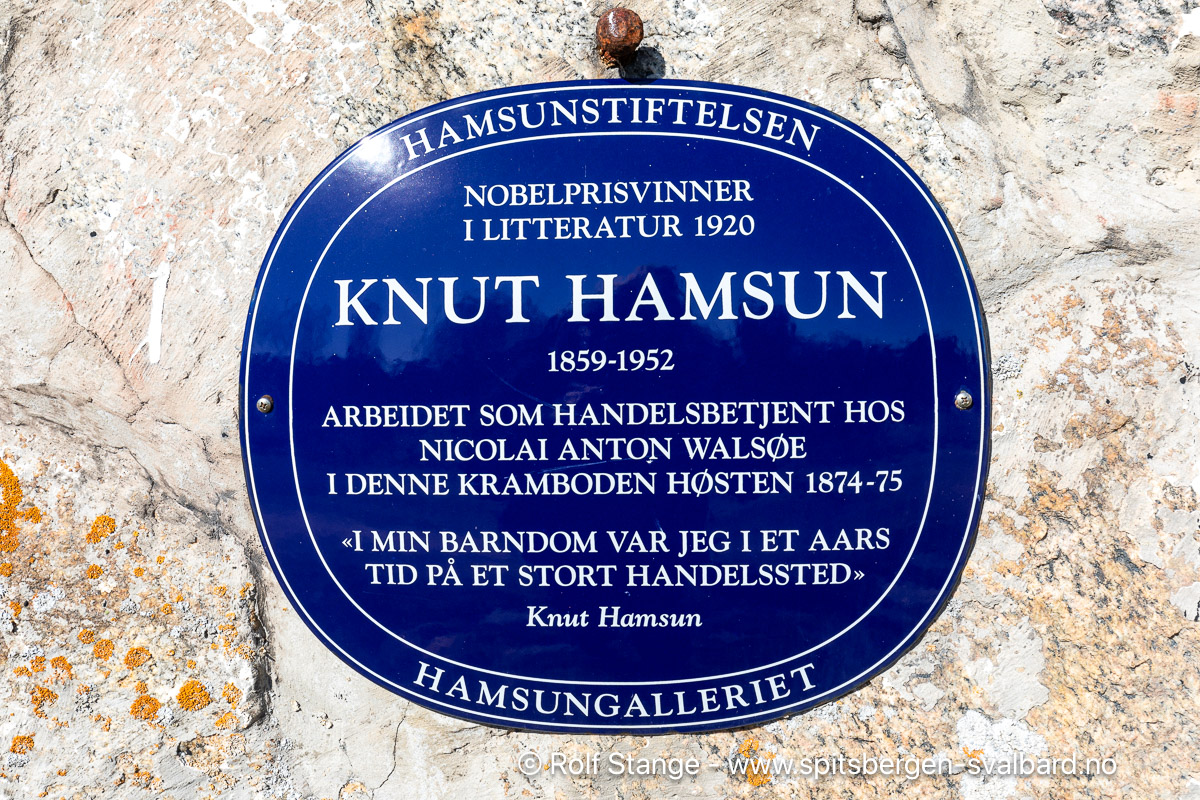 HAMSUNSTIFTELSEN
NOBELPRISVINNER
I LITTERATUR 1920
KNUT HAMSUN
1859-1952
ARBEIDET SOM HANDELSBETJENT HOS
NICOLAI ANTON WALSØE
I DENNE KRAMBODEN HØSTEN 1874-75
«I MIN BARNDOM VAR JEG I ET AARS
TID PÅ ET STORT HANDELSSTED»
Knut Hamsun
HAMSUNGALLERIET
© Rolf Stange - www.spitsbergen-svalbard.no